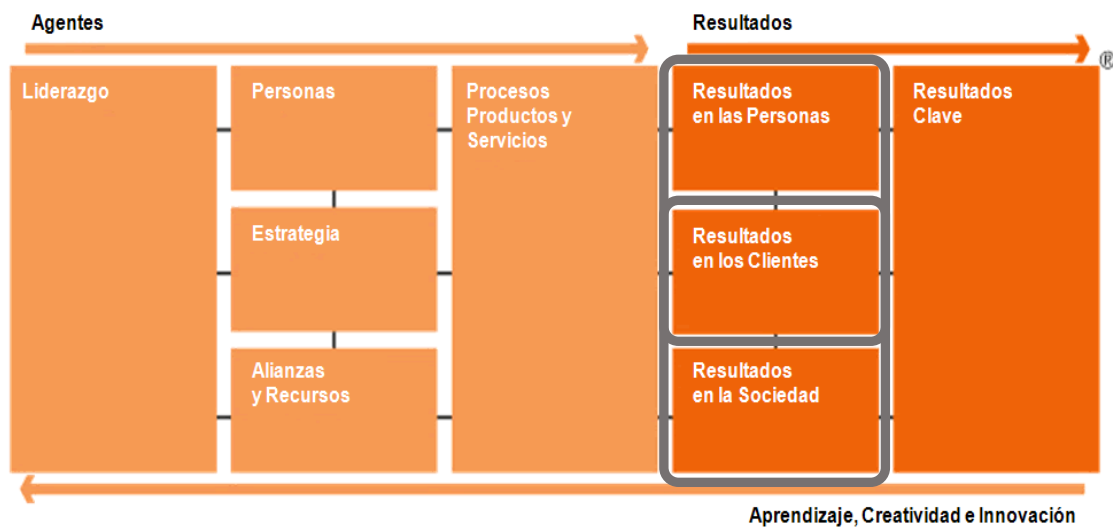 Agentes
Resultados
®
Liderazgo
Personas
Procesos
Productos y
Servicios
Resultados
en las Personas
Resultados
Clave
Estrategia
Resultados
en los Clientes
Alianzas
y Recursos
Resultados
en la Sociedad
Aprendizaje, Creatividad e Innovación